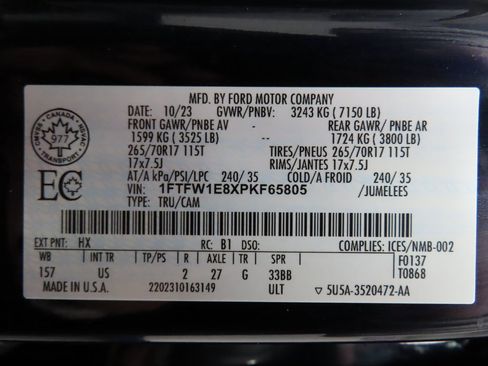 MFD. BY FORD MOTOR COMPANY
DATE: 10/23 GVWR/PNBV: 3243 KG ( 7150 LB)
FRONT GAWR/PNBE AV - REAR GAWR/PNBE AR
1599 KG ( 3525 LB) 1724 KG ( 3800 LB)
265/70R17 115T TIRES/PNEUS 265/70R17 115T
17x7.5J RIMS/JANTES 17x7.5J
AT/A kPa/PSI/LPC 240/ 35 COLD/A FROID 240/ 35
VIN: 1FTFW1E8XPKF65805 /JUMELEES
TYPE: TRU/CAM
CANADA
977
TRANSPORT
EC
EXT PNT: HX RC: B1 DSO: COMPLIES: ICES/NMB-002
WB INT TR TP/PS R AXLE TR SPR F0137
157 US 2 27 G 33BB T0868
MADE IN U.S.A. 2202310163149 ULT ▽ 5U5A-3520472-AA